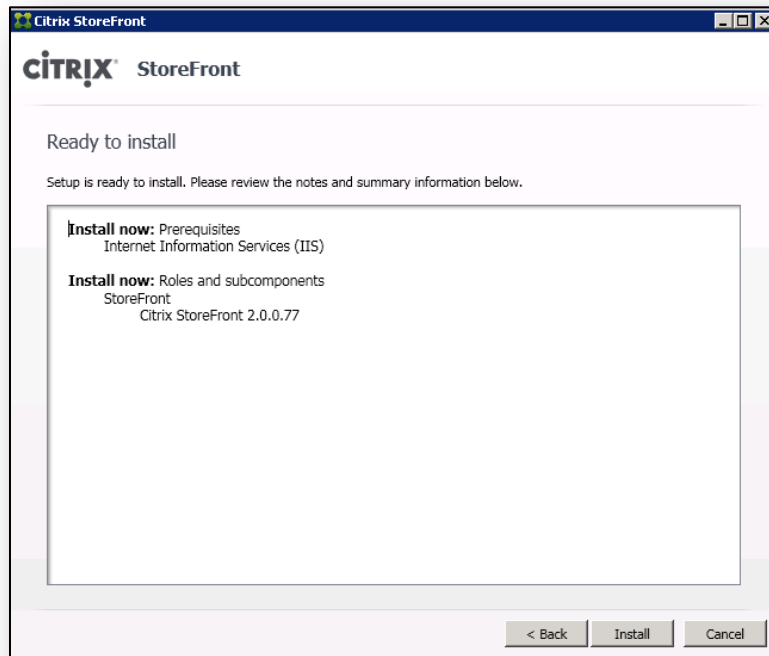 Citrix StoreFront
CİTRIX® StoreFront
Ready to install
Setup is ready to install. Please review the notes and summary information below.
Install now: Prerequisites
Internet Information Services (IIS)
Install now: Roles and subcomponents
StoreFront
Citrix StoreFront 2.0.0.77
< Back Install Cancel